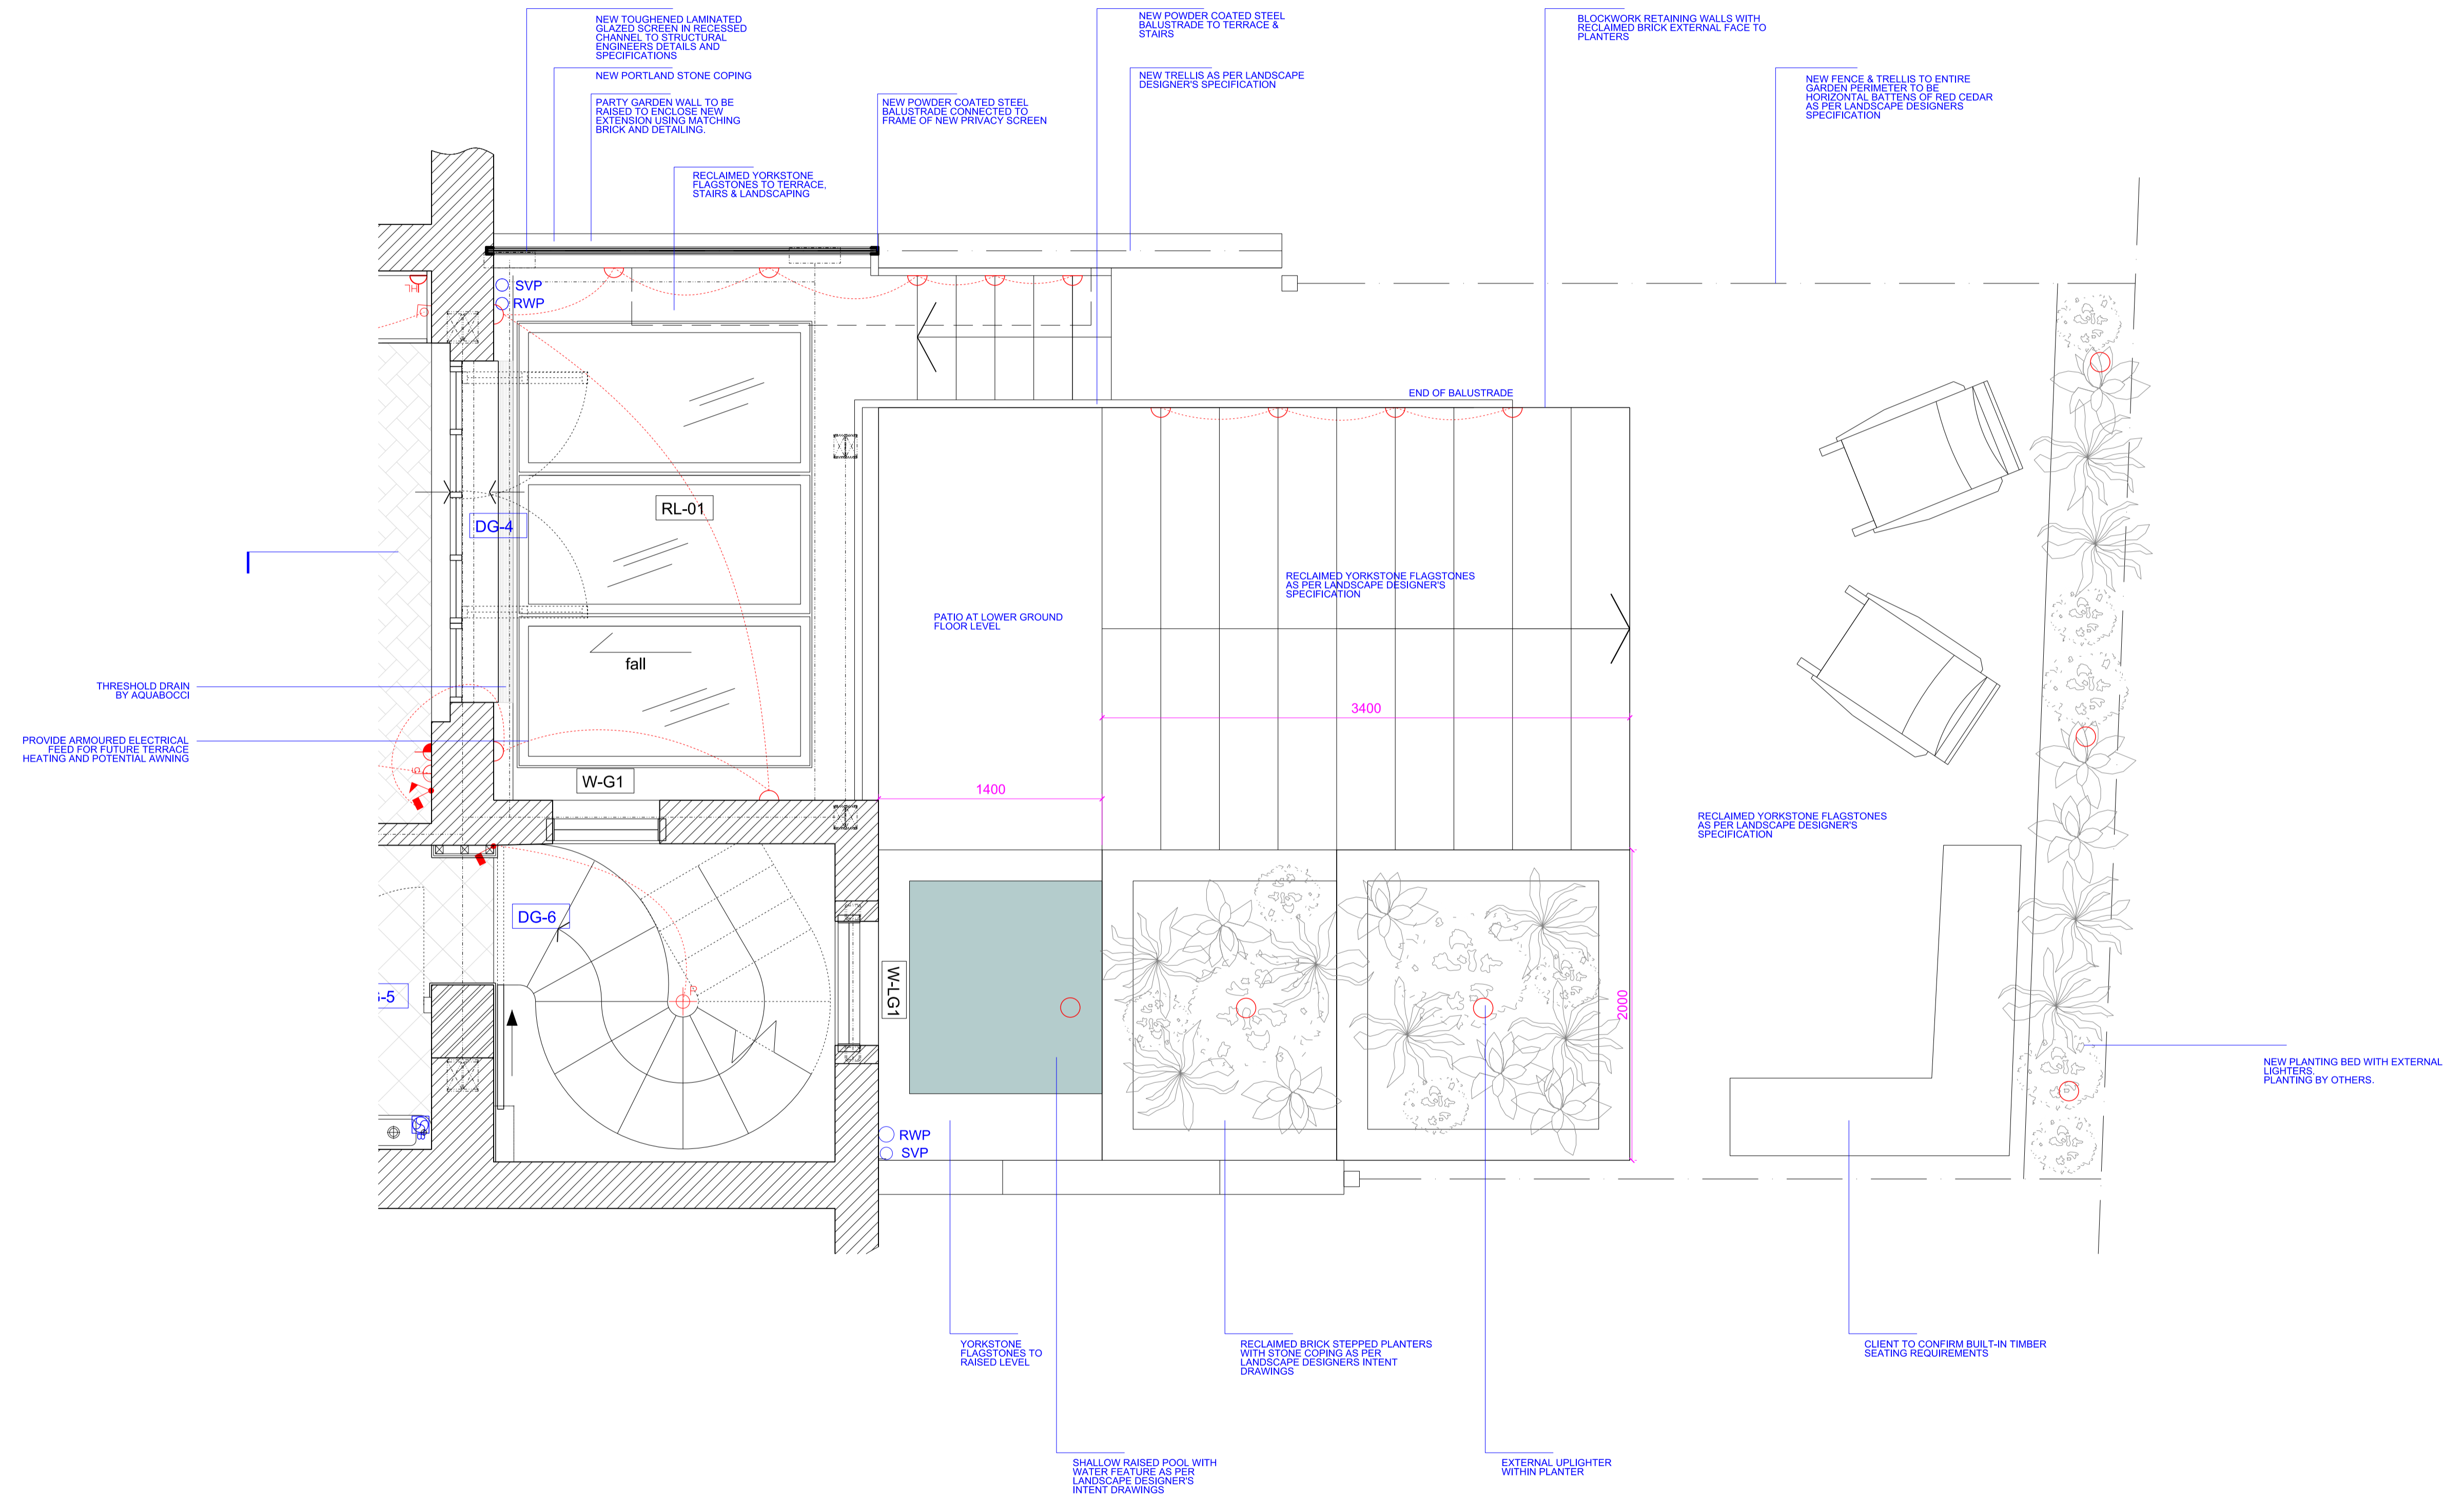 NEW TOUGHENED LAMINATED
GLAZED SCREEN IN RECESSED
CHANNEL TO STRUCTURAL
ENGINEERS DETAILS AND
SPECIFICATIONS
NEW PORTLAND STONE COPING
PARTY GARDEN WALL TO BE
RAISED TO ENCLOSE NEW
EXTENSION USING MATCHING
BRICK AND DETAILING.
RECLAIMED YORKSTONE
FLAGSTONES TO TERRACE,
STAIRS & LANDSCAPING
NEW POWDER COATED STEEL
BALUSTRADE CONNECTED TO
FRAME OF NEW PRIVACY SCREEN
NEW POWDER COATED STEEL
BALUSTRADE TO TERRACE &
STAIRS
NEW TRELLIS AS PER LANDSCAPE
DESIGNER'S SPECIFICATION
BLOCKWORK RETAINING WALLS WITH
RECLAIMED BRICK EXTERNAL FACE TO
PLANTERS
NEW FENCE & TRELLIS TO ENTIRE
GARDEN PERIMETER TO BE
HORIZONTAL BATTENS OF RED CEDAR
AS PER LANDSCAPE DESIGNERS
SPECIFICATION
SVP
RWP
END OF BALUSTRADE
RL-01
DG-4
RECLAIMED YORKSTONE FLAGSTONES
AS PER LANDSCAPE DESIGNER'S
SPECIFICATION
PATIO AT LOWER GROUND
FLOOR LEVEL
fall
THRESHOLD DRAIN
BY AQUABOCCI
3400
PROVIDE ARMOURED ELECTRICAL
FEED FOR FUTURE TERRACE
HEATING AND POTENTIAL AWNING
W-G1
1400
RECLAIMED YORKSTONE FLAGSTONES
AS PER LANDSCAPE DESIGNER'S
SPECIFICATION
DG-6
W-LG1
-5
2000
NEW PLANTING BED WITH EXTERNAL
LIGHTERS.
PLANTING BY OTHERS.
RWP
SVP
YORKSTONE
FLAGSTONES TO
RAISED LEVEL
RECLAIMED BRICK STEPPED PLANTERS
WITH STONE COPING AS PER
LANDSCAPE DESIGNERS INTENT
DRAWINGS
CLIENT TO CONFIRM BUILT-IN TIMBER
SEATING REQUIREMENTS
SHALLOW RAISED POOL WITH
WATER FEATURE AS PER
LANDSCAPE DESIGNER'S
INTENT DRAWINGS
EXTERNAL UPLIGHTER
WITHIN PLANTER